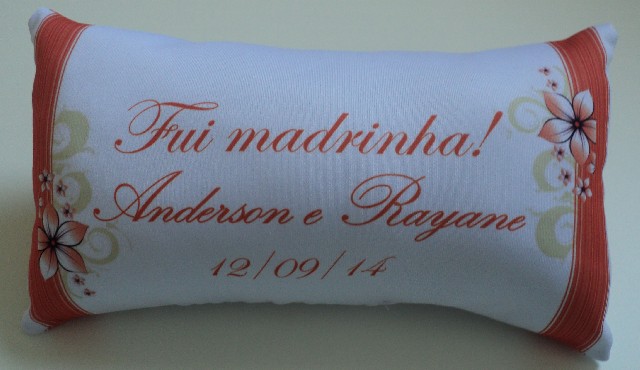 Fui madrinha!
Anderson e Rayane
12/09/14